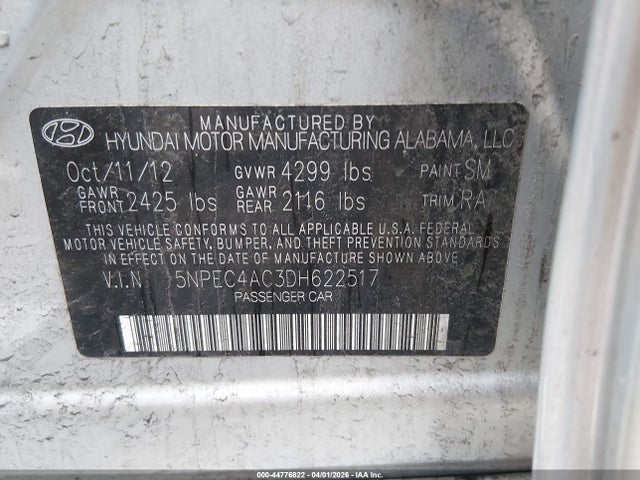 MANUFACTURED BY
HYUNDAI MOTOR MANUFACTURING ALABAMA, LLC
Oct/11/12 GVWR 4299 lbs PAINT SM
GAWR FRONT 2425 lbs GAWR REAR 2116 lbs TRIM RA
THIS VEHICLE CONFORMS TO ALL APPLICABLE U.S.A. FEDERAL
MOTOR VEHICLE SAFETY, BUMPER, AND THEFT PREVENTION STANDARDS
IN EFFECT ON THE DATE OF MANUFACTURE SHOWN ABOVE.
V.I.N 5NPEC4AC3DH622517
PASSENGER CAR
000-44776822 - 04/01/2026 - IAA Inc.